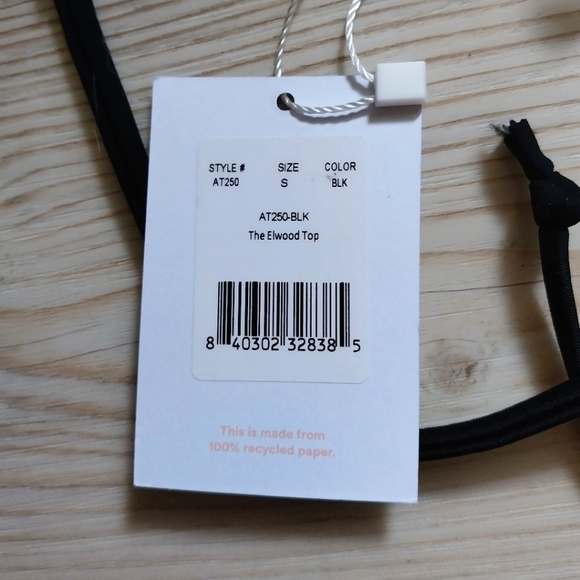 STYLE # SIZE COLOR
AT250 S BLK
AT250-BLK
The Elwood Top
8 40302 32838 5
This is made from
100% recycled paper.